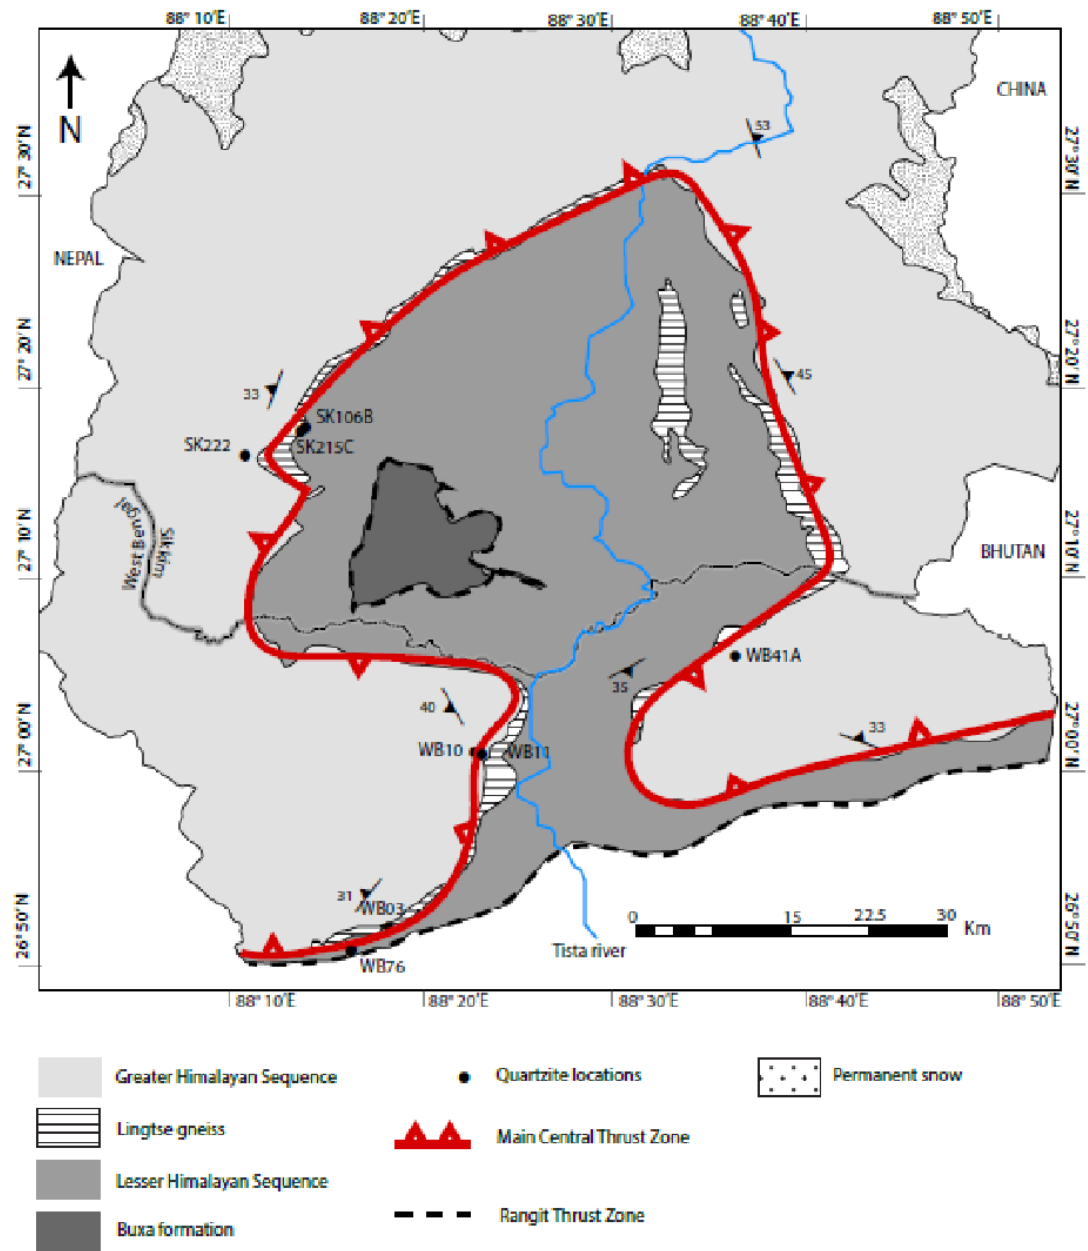 88° 10'E 88° 20'E 88° 30'E 88° 40'E 88° 50'E
CHINA
N
53
27° 30' N
27° 30' N
NEPAL
27° 20' N
27° 20' N
33
45
SK106B
SK215C
SK222
West Bengal
Sikkim
27° 10' N
27° 10' N
BHUTAN
WB41A
35
40
33
27° 00' N
27° 00' N
WB10
WB11
31
WB03
26° 50' N
26° 50' N
0 15 22.5 30
Km
Tista river
WB76
88° 10'E 88° 20'E 88° 30'E 88° 40'E 88° 50'E
Greater Himalayan Sequence
Quartzite locations
Permanent snow
Lingtse gneiss
Main Central Thrust Zone
Lesser Himalayan Sequence
Rangit Thrust Zone
Buxa formation